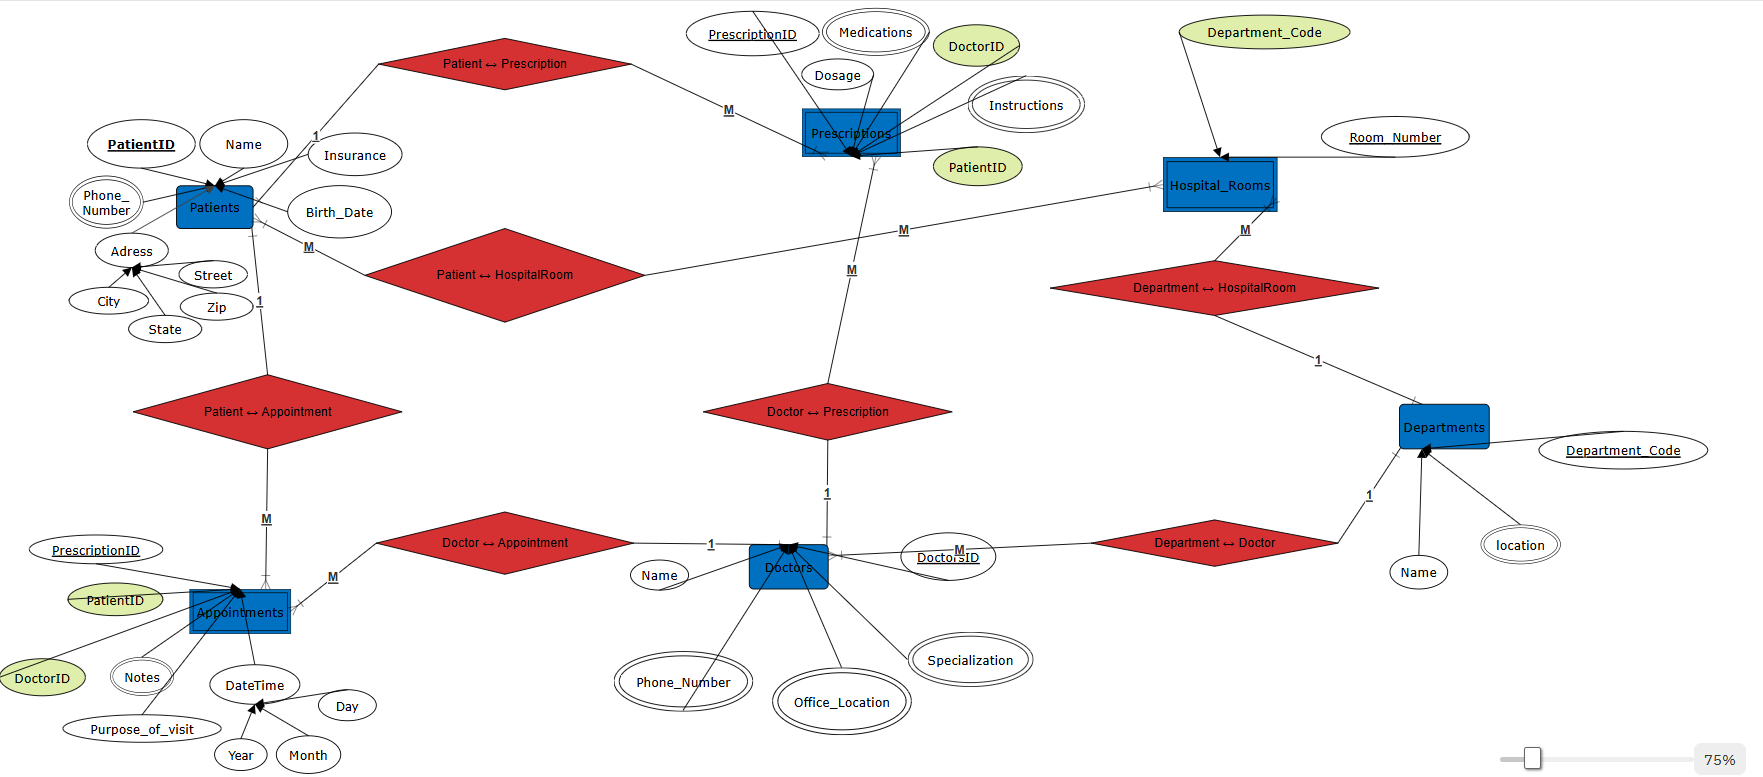 PrescriptionID
Medications
Department_Code
DoctorID
Patient ↔ Prescription
Dosage
M
Instructions
1
Prescriptions
PatientID
Name
Room_Number
Insurance
PatientID
Hospital_Rooms
Phone_
Number
Patients
Birth_Date
M
M
M
Adress
Street
Patient ↔ HospitalRoom
M
Department ↔ HospitalRoom
City
1
Zip
State
1
Patient ↔ Appointment
Doctor ↔ Prescription
Departments
Department_Code
1
1
M
Doctor ↔ Appointment
1
Department ↔ Doctor
location
PrescriptionID
M
DoctorsID
Name
Doctors
Name
M
PatientID
Appointments
Specialization
DoctorID
Notes
DateTime
Phone_Number
Office_Location
Day
Purpose_of_visit
Year
Month
75%